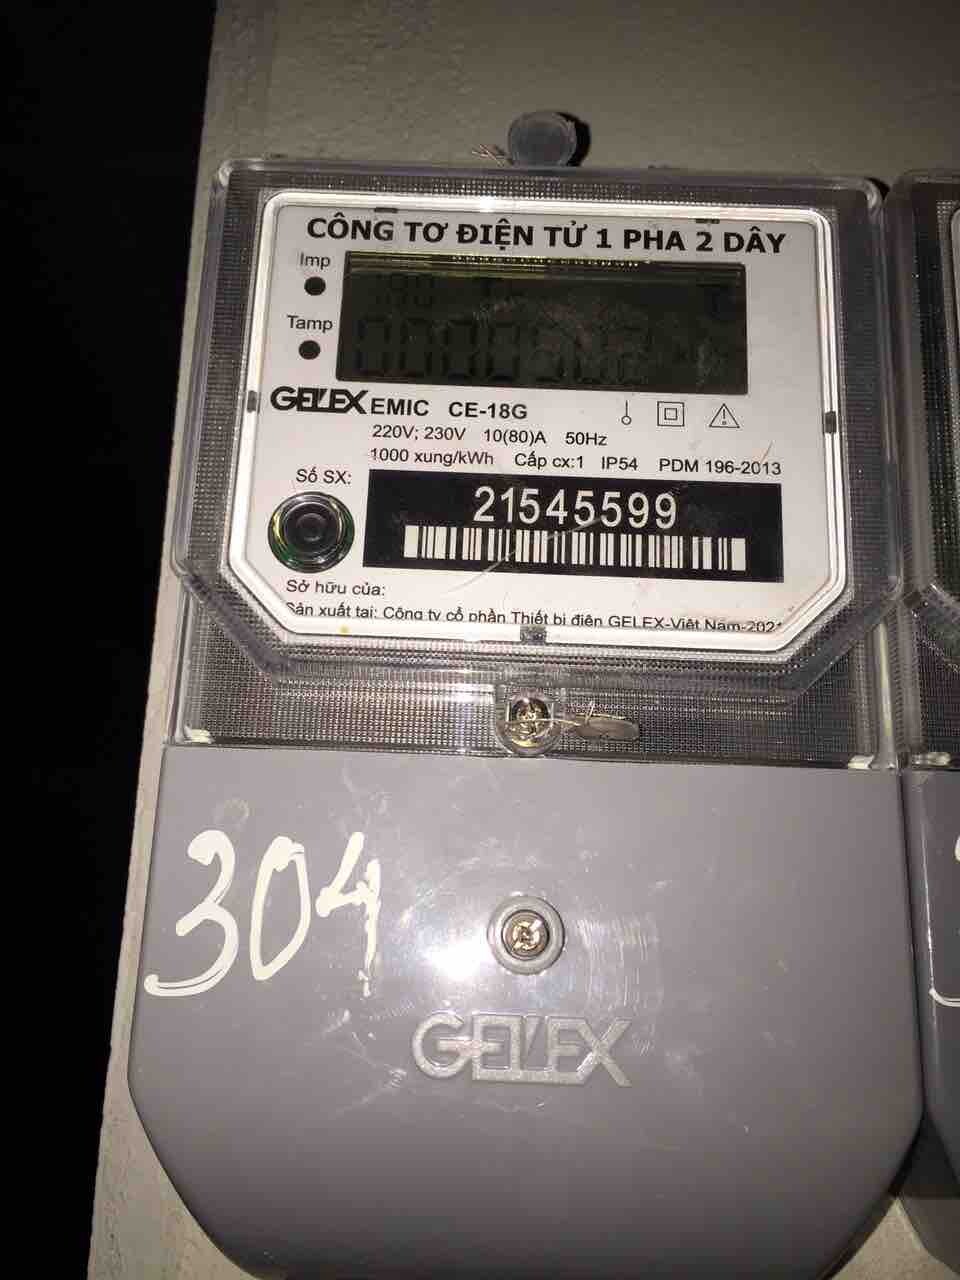 CÔNG TƠ ĐIỆN TỬ 1 PHA 2 DÂY
Imp
Tamp
GELEX EMIC CE-18G
220V; 230V 10(80)A 50Hz
1000 xung/kWh Cấp cx:1 IP54 PDM 196-2013
Số SX:
21545599
Sở hữu của:
Sản xuất tại: Công ty cổ phần Thiết bị điện GELEX-Việt Nam-2021
304
GELEX